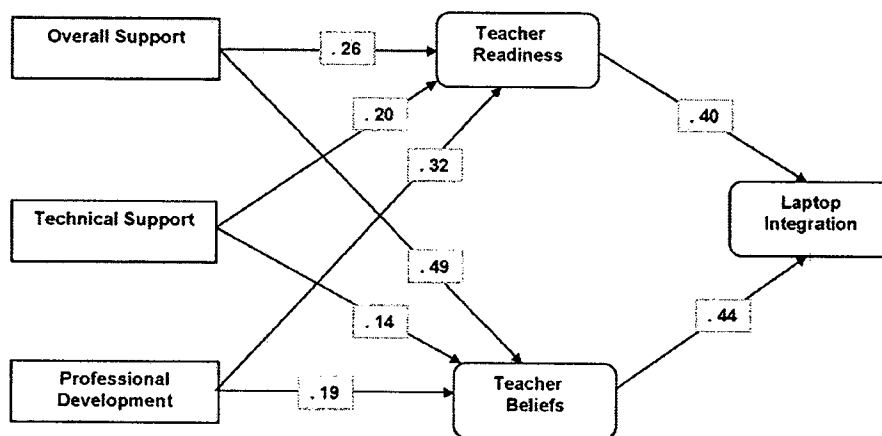 Overall Support
. 26
Teacher
Readiness
. 20
. 40
. 32
Technical Support
Laptop
Integration
. 49
. 14
. 44
Professional
Development
. 19
Teacher
Beliefs